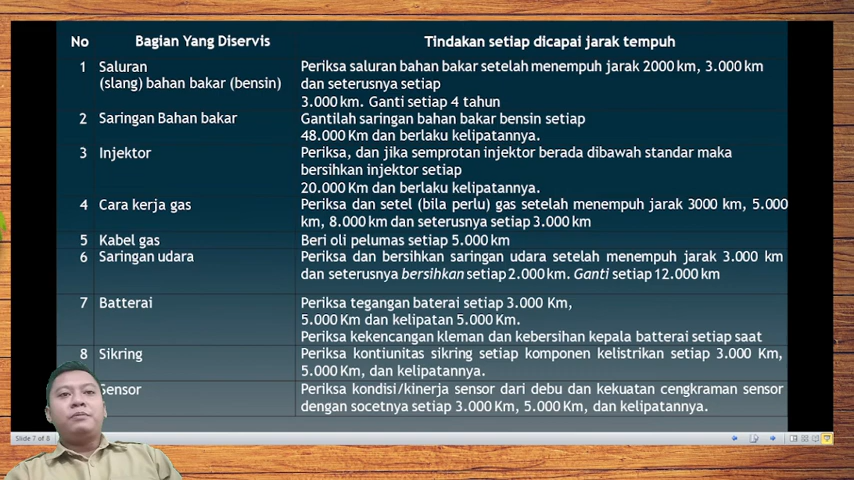 No Bagian Yang Diservis Tindakan setiap dicapai jarak tempuh
1 Saluran
(slang) bahan bakar (bensin)
Periksa saluran bahan bakar setelah menempuh jarak 2000 km, 3.000 km
dan seterusnya setiap
3.000 km. Ganti setiap 4 tahun
2 Saringan Bahan bakar
Gantilah saringan bahan bakar bensin setiap
48.000 Km dan berlaku kelipatannya.
3 Injektor
Periksa, dan jika semprotan injektor berada dibawah standar maka
bersihkan injektor setiap
20.000 Km dan berlaku kelipatannya.
4 Cara kerja gas
Periksa dan setel (bila perlu) gas setelah menempuh jarak 3000 km, 5.000
km, 8.000 km dan seterusnya setiap 3.000 km
5 Kabel gas
Beri oli pelumas setiap 5.000 km
6 Saringan udara
Periksa dan bersihkan saringan udara setelah menempuh jarak 3.000 km
dan seterusnya bersihkan setiap 2.000 km. Ganti setiap 12.000 km
7 Batterai
Periksa tegangan baterai setiap 3.000 Km,
5.000 Km dan kelipatan 5.000 Km.
Periksa kekencangan kleman dan kebersihan kepala batterai setiap saat
8 Sikring
Periksa kontiunitas sikring setiap komponen kelistrikan setiap 3.000 Km,
5.000 Km, dan kelipatannya.
Sensor
Periksa kondisi/kinerja sensor dari debu dan kekuatan cengkraman sensor
dengan socetnya setiap 3.000 Km, 5.000 Km, dan kelipatannya.
Slide 7 of 8